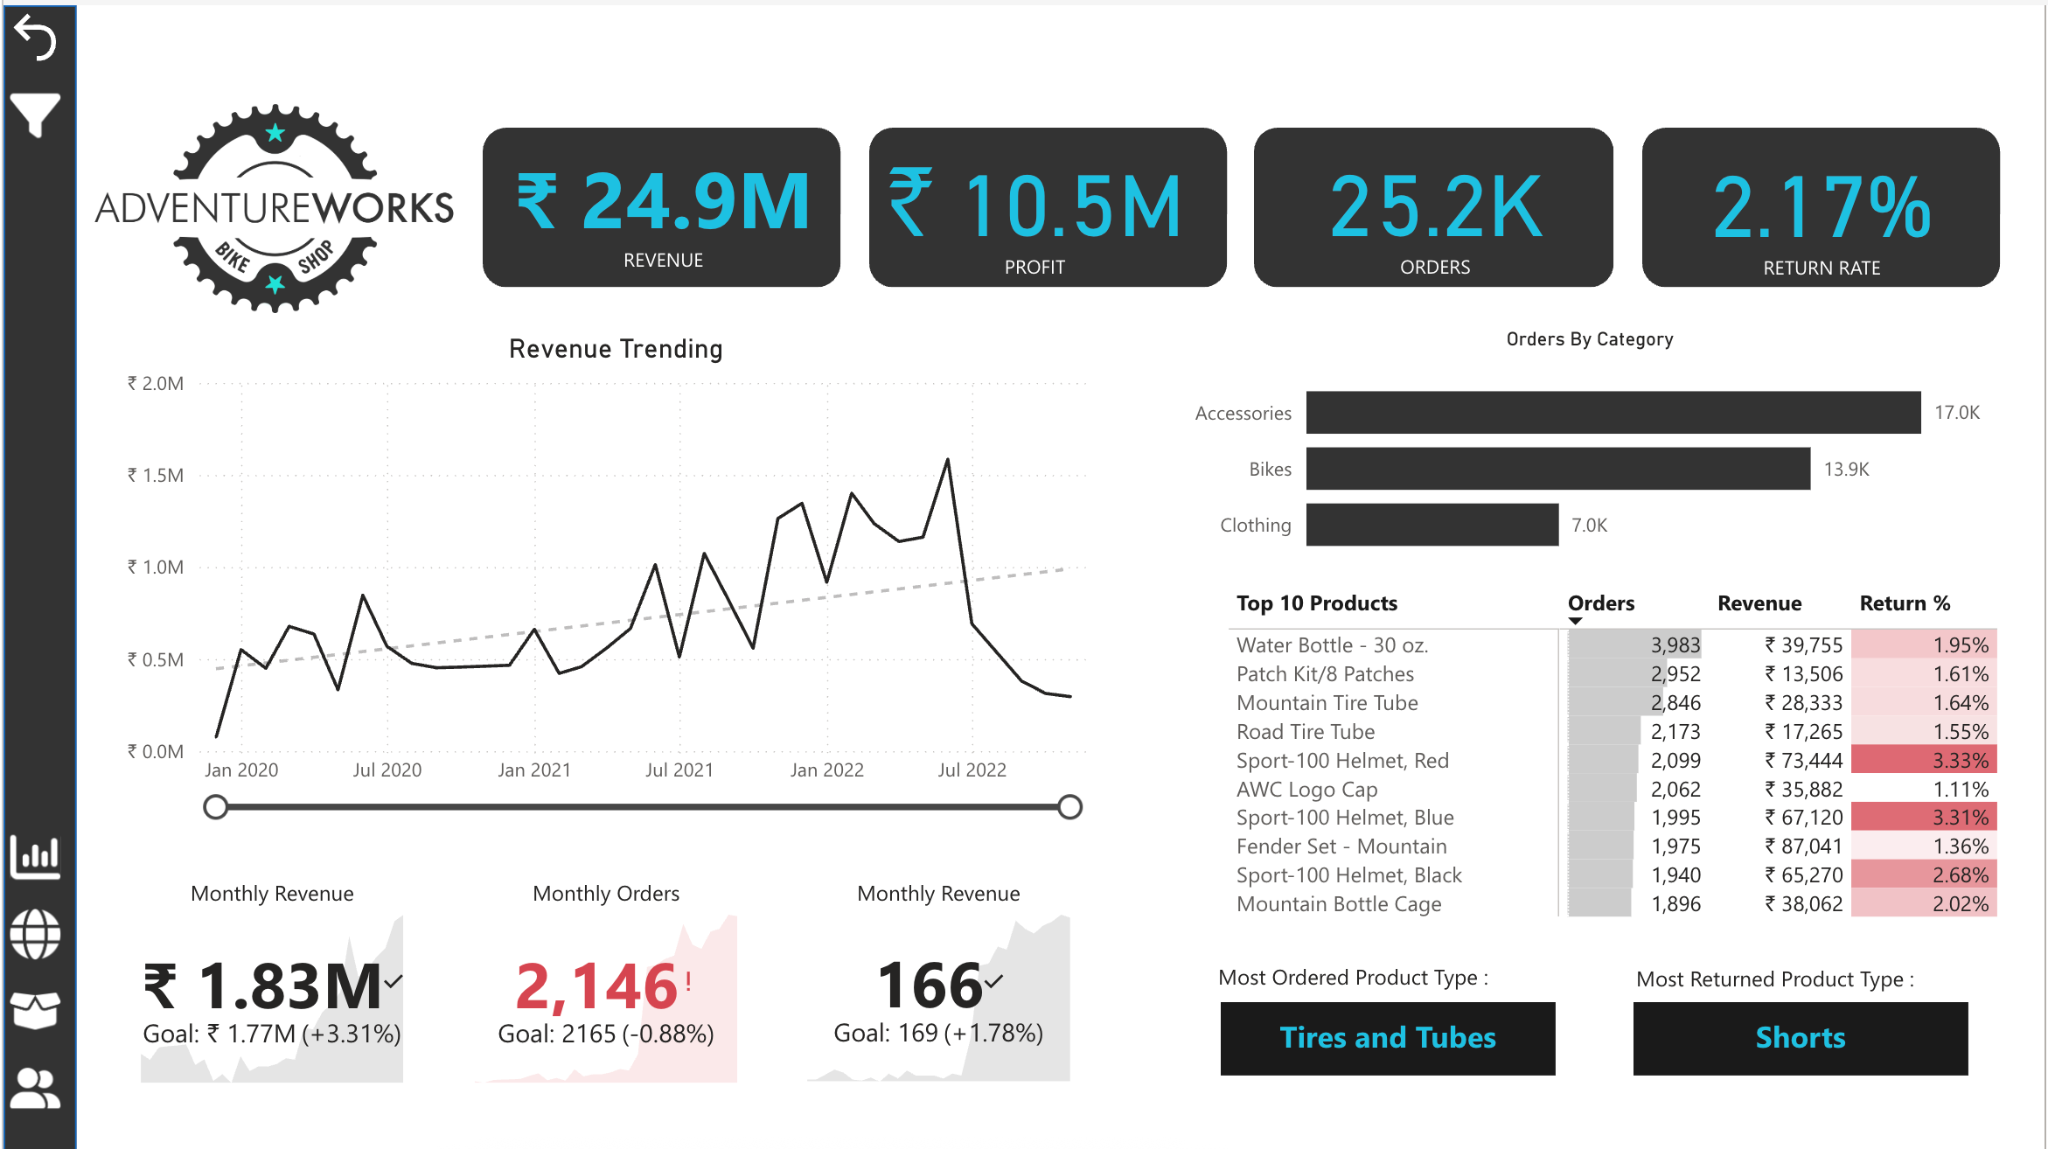 ADVENTUREWORKS
BIKE SHOP
₹ 24.9M
REVENUE
₹ 10.5M
PROFIT
25.2K
ORDERS
2.17%
RETURN RATE
Revenue Trending
₹ 2.0M
₹ 1.5M
₹ 1.0M
₹ 0.5M
₹ 0.0M
Jan 2020 Jul 2020 Jan 2021 Jul 2021 Jan 2022 Jul 2022
Orders By Category
Accessories 17.0K
Bikes 13.9K
Clothing 7.0K
Top 10 Products Orders Revenue Return %
Water Bottle - 30 oz. 3,983 ₹ 39,755 1.95%
Patch Kit/8 Patches 2,952 ₹ 13,506 1.61%
Mountain Tire Tube 2,846 ₹ 28,333 1.64%
Road Tire Tube 2,173 ₹ 17,265 1.55%
Sport-100 Helmet, Red 2,099 ₹ 73,444 3.33%
AWC Logo Cap 2,062 ₹ 35,882 1.11%
Sport-100 Helmet, Blue 1,995 ₹ 67,120 3.31%
Fender Set - Mountain 1,975 ₹ 87,041 1.36%
Sport-100 Helmet, Black 1,940 ₹ 65,270 2.68%
Mountain Bottle Cage 1,896 ₹ 38,062 2.02%
Monthly Revenue
₹ 1.83M
Goal: ₹ 1.77M (+3.31%)
Monthly Orders
2,146!
Goal: 2165 (-0.88%)
Monthly Revenue
166
Goal: 169 (+1.78%)
Most Ordered Product Type :
Tires and Tubes
Most Returned Product Type :
Shorts